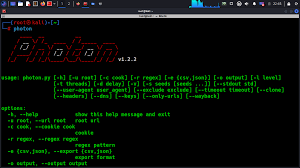 (root㉿kali)-[~]
# photon
Photon
v1.2.2
usage: photon.py [-h] [-u root] [-c cook] [-r regex] [-e {csv,json}] [-o output] [-l level]
[-t threads] [-d delay] [-v] [-s seeds [seeds ...]] [--stdout std]
[--user-agent user_agent] [--exclude exclude] [--timeout timeout] [--clone]
[--headers] [--dns] [--keys] [--only-urls] [--wayback]
options:
-h, --help show this help message and exit
-u root, --url root root url
-c cook, --cookie cook
cookie
-r regex, --regex regex
regex pattern
-e {csv,json}, --export {csv,json}
export format
-o output, --output output